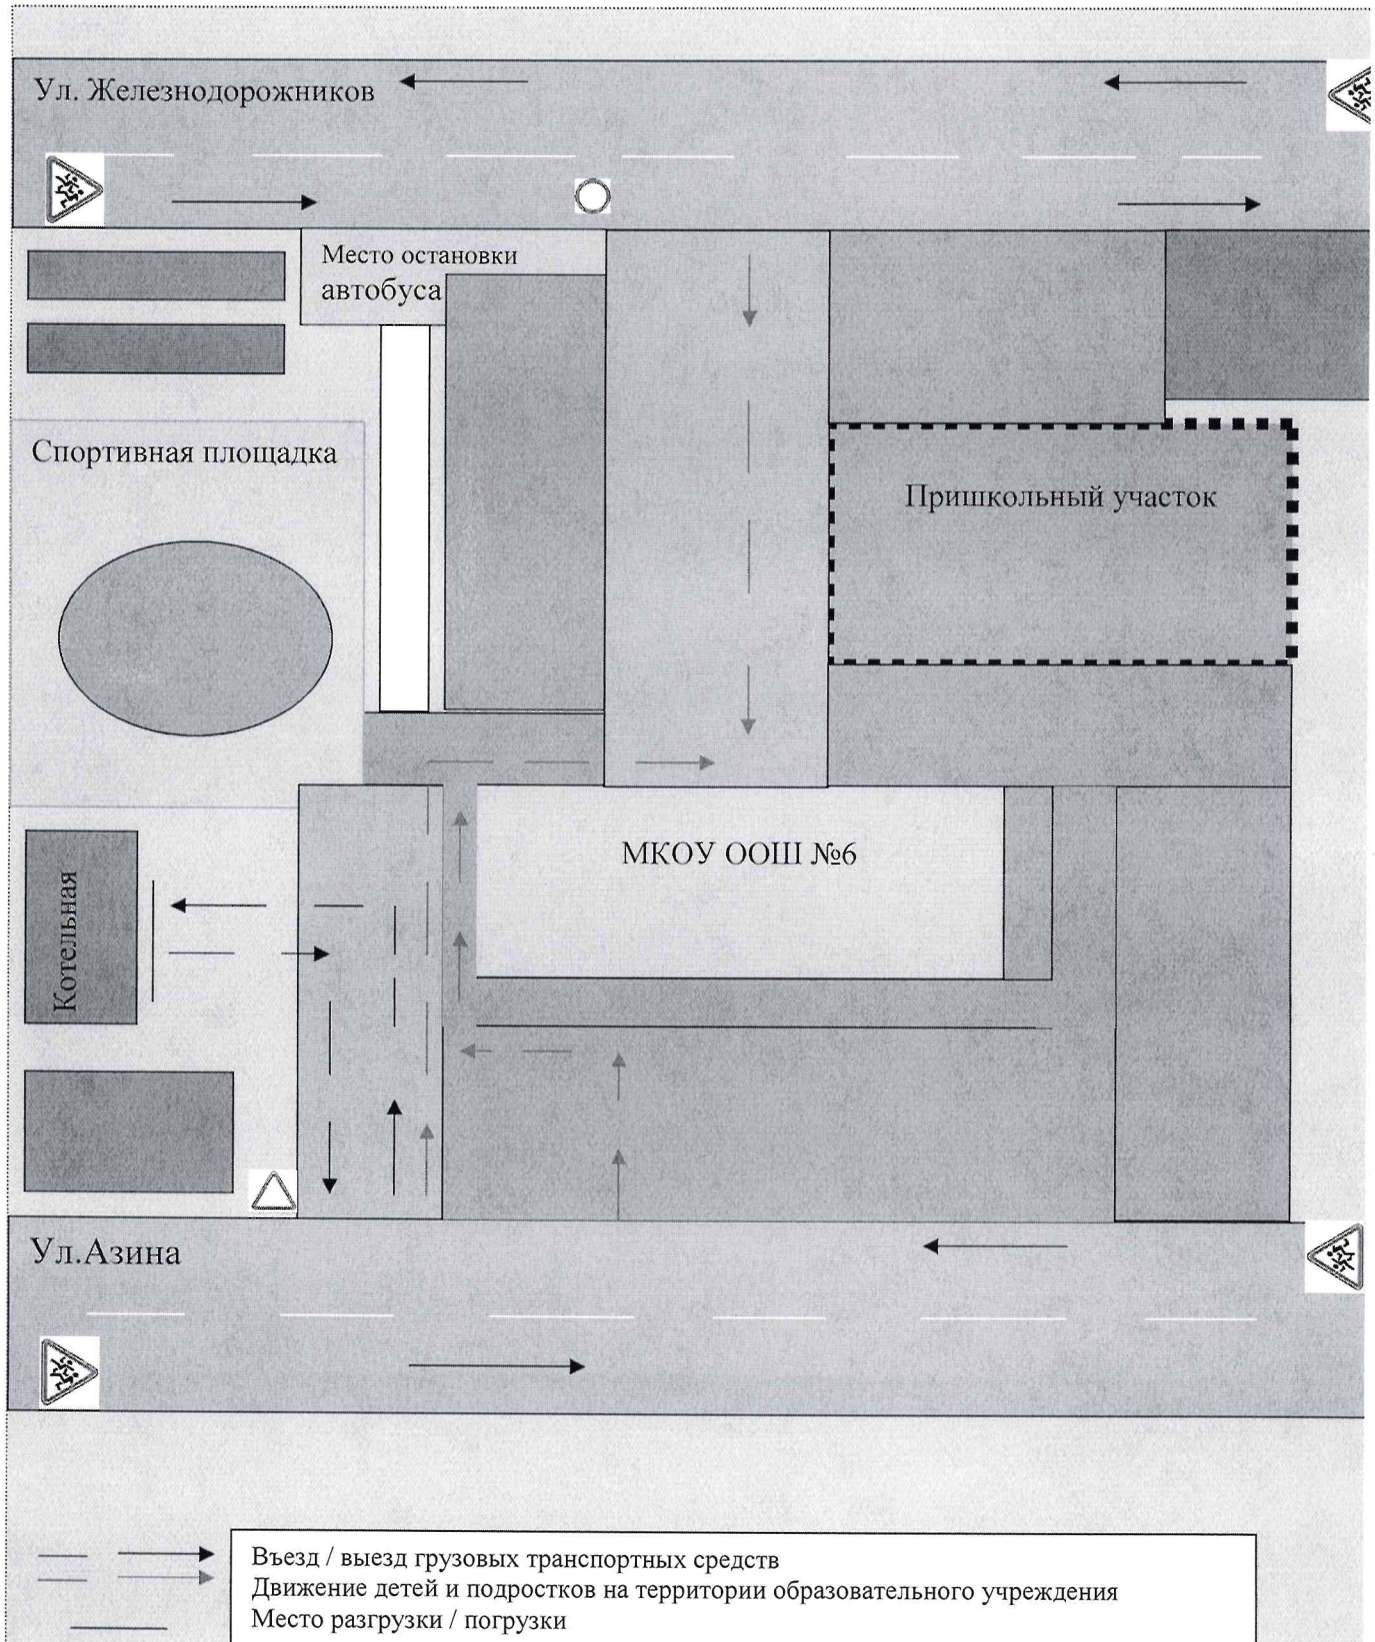 Ул. Железнодорожников
Место остановки
автобуса
Спортивная площадка
Пришкольный участок
МКОУ ООШ №6
Котельная
Ул.Азина
Въезд / выезд грузовых транспортных средств
Движение детей и подростков на территории образовательного учреждения
Место разгрузки / погрузки